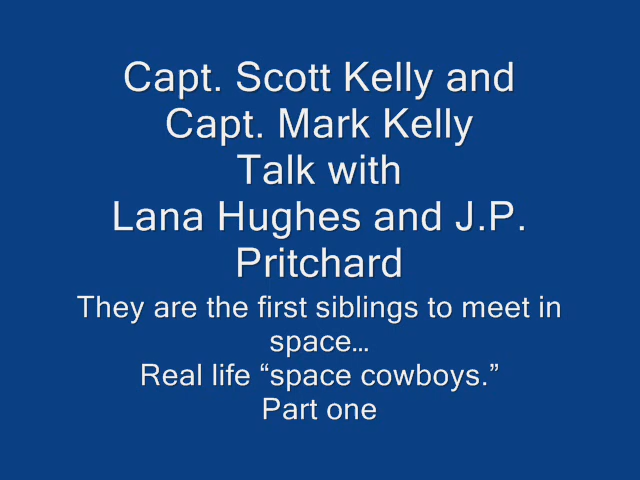 Capt. Scott Kelly and
Capt. Mark Kelly
Talk with
Lana Hughes and J.P.
Pritchard
They are the first siblings to meet in
space…
Real life “space cowboys.”
Part one